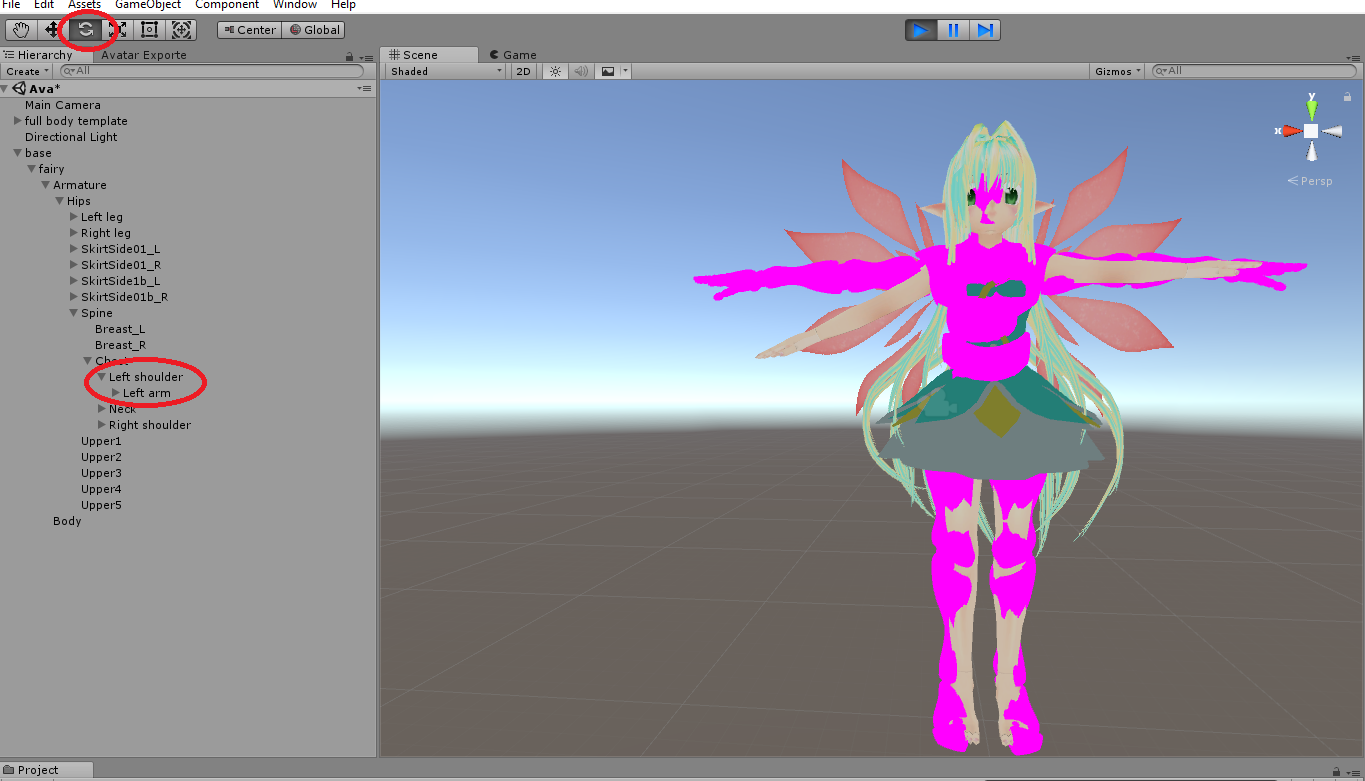 File Edit Assets GameObject Component Window Help
Center Global
Hierarchy Avatar Exporte
Create All
Ava*
Main Camera
full body template
Directional Light
base
fairy
Armature
Hips
Left leg
Right leg
SkirtSide01_L
SkirtSide01_R
SkirtSide1b_L
SkirtSide01b_R
Spine
Breast_L
Breast_R
Chest
Left shoulder
Left arm
Neck
Right shoulder
Upper1
Upper2
Upper3
Upper4
Upper5
Body
Scene Game
Shaded 2D Gizmos All
y
x
Persp
Project